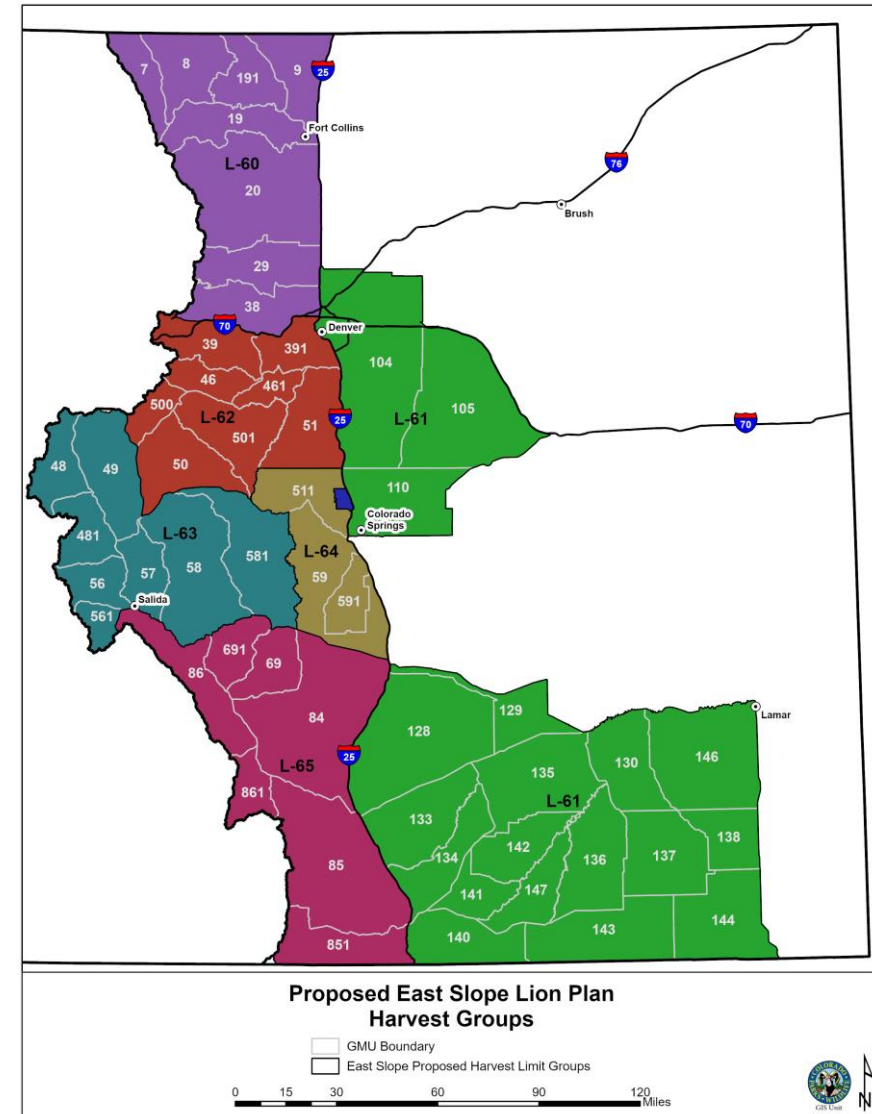 7
8
191
9
25
19
Fort Collins
L-60
76
20
Brush
29
38
70
Denver
39
391
104
46
461
105
500
L-62
51
25
L-61
70
501
48
49
50
511
110
Colorado
Springs
481
L-63
L-64
57
58
581
59
56
591
Salida
561
691
86
69
84
129
Lamar
128
146
25
135
130
L-65
861
L-61
133
138
142
134
136
137
85
141
147
144
140
143
851
Proposed East Slope Lion Plan
Harvest Groups
GMU Boundary
East Slope Proposed Harvest Limit Groups
0 15 30 60 90 120
Miles
COLORADO
PARKS & WILDLIFE
GIS Unit
N